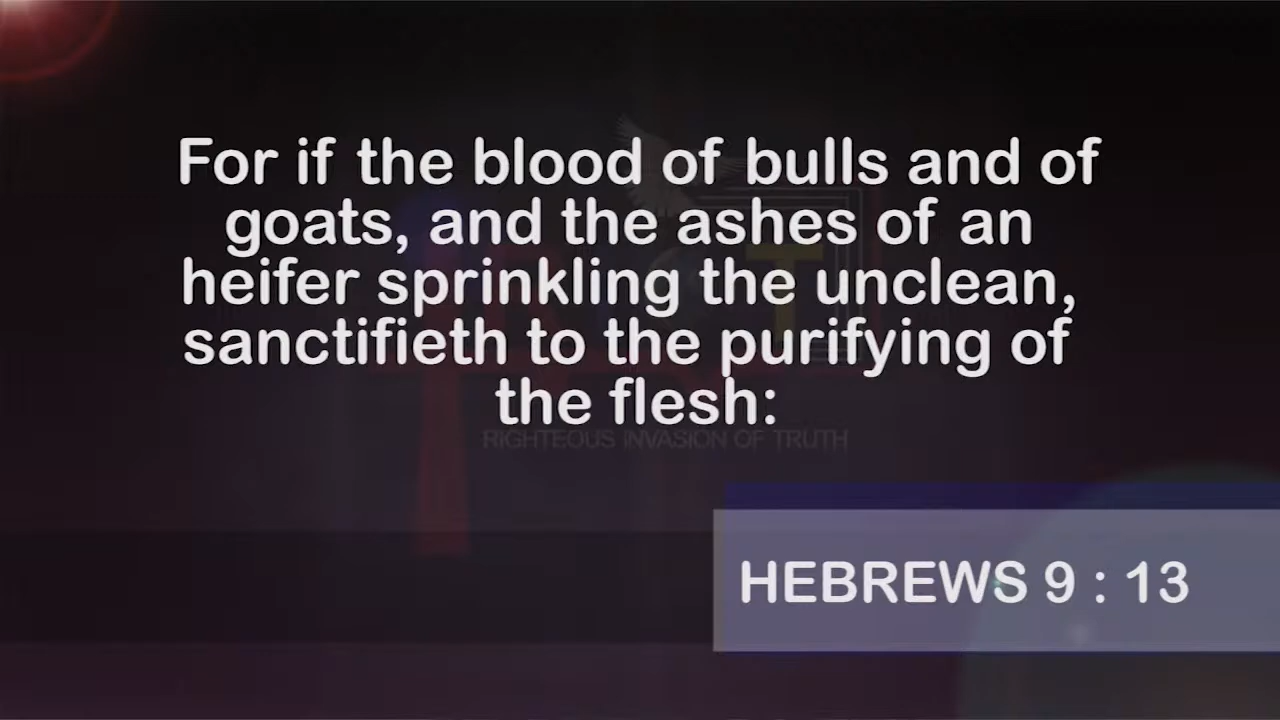 For if the blood of bulls and of
goats, and the ashes of an
heifer sprinkling the unclean,
sanctifieth to the purifying of
the flesh:
RIGHTEOUS INVASION OF TRUTH
HEBREWS 9 : 13